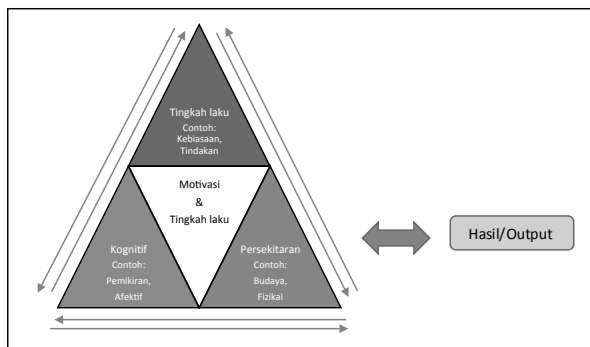 Tingkah laku
Contoh:
Kebiasaan,
Tindakan
Motivasi
&
Tingkah laku
Kognitif
Contoh:
Pemikiran,
Afektif
Persekitaran
Contoh:
Budaya,
Fizikal
Hasil/Output